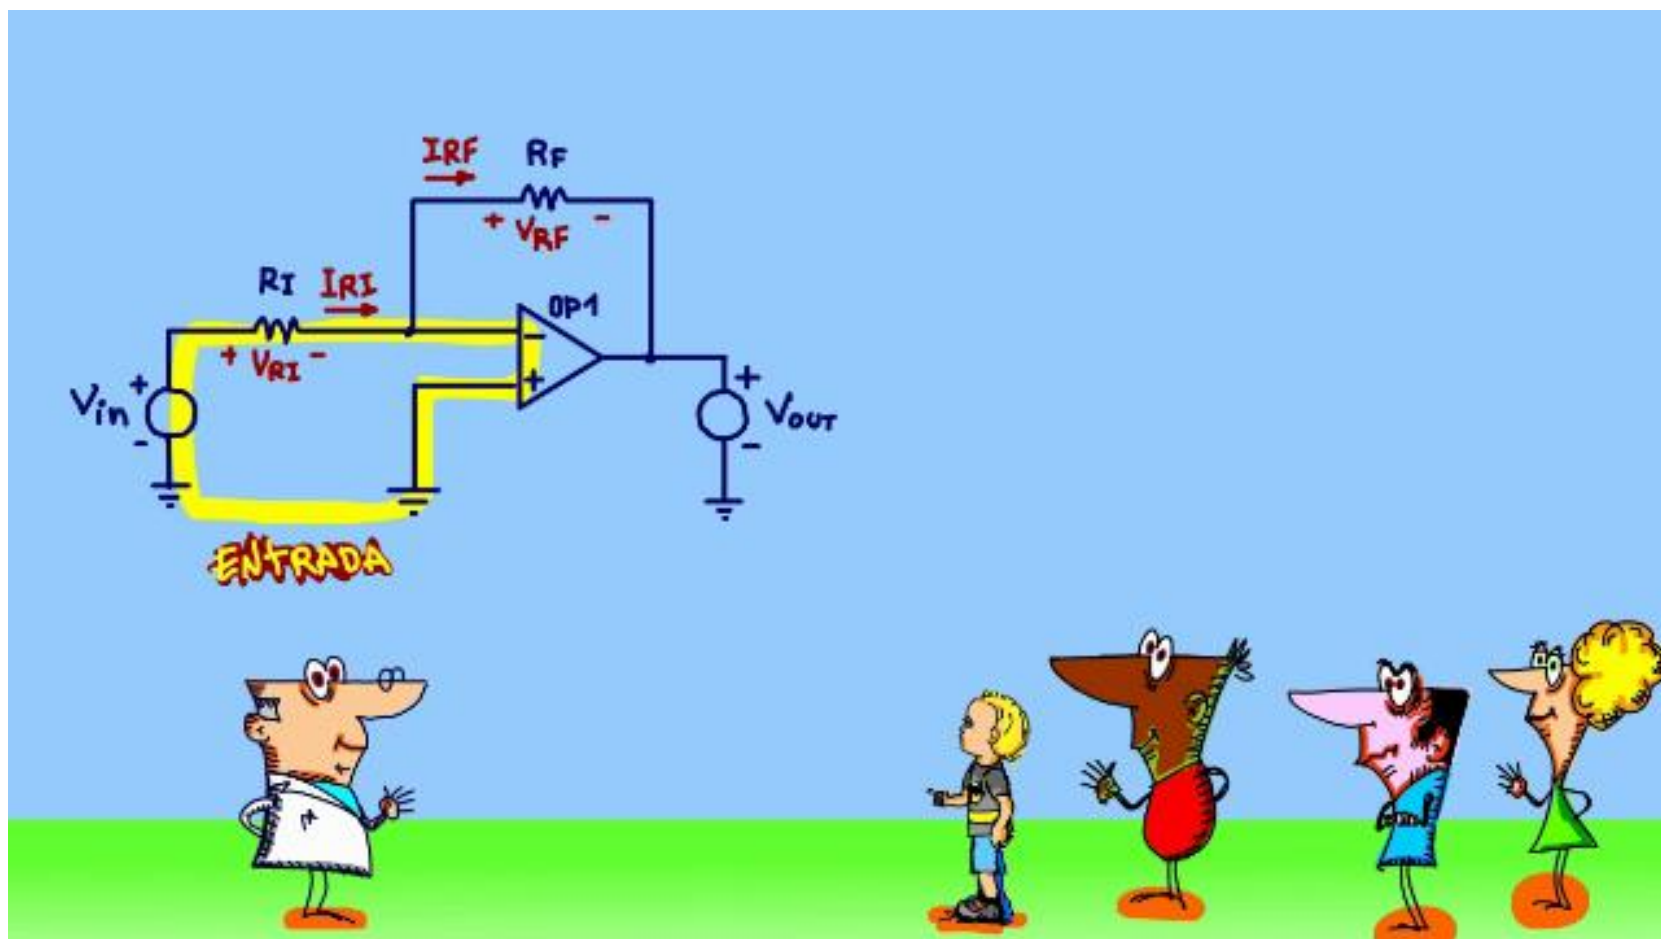 IRF
RF
+ VRF -
RI
IRI
OP1
+ VRI -
-
+
Vin
+
-
+
VOUT
-
ENTRADA